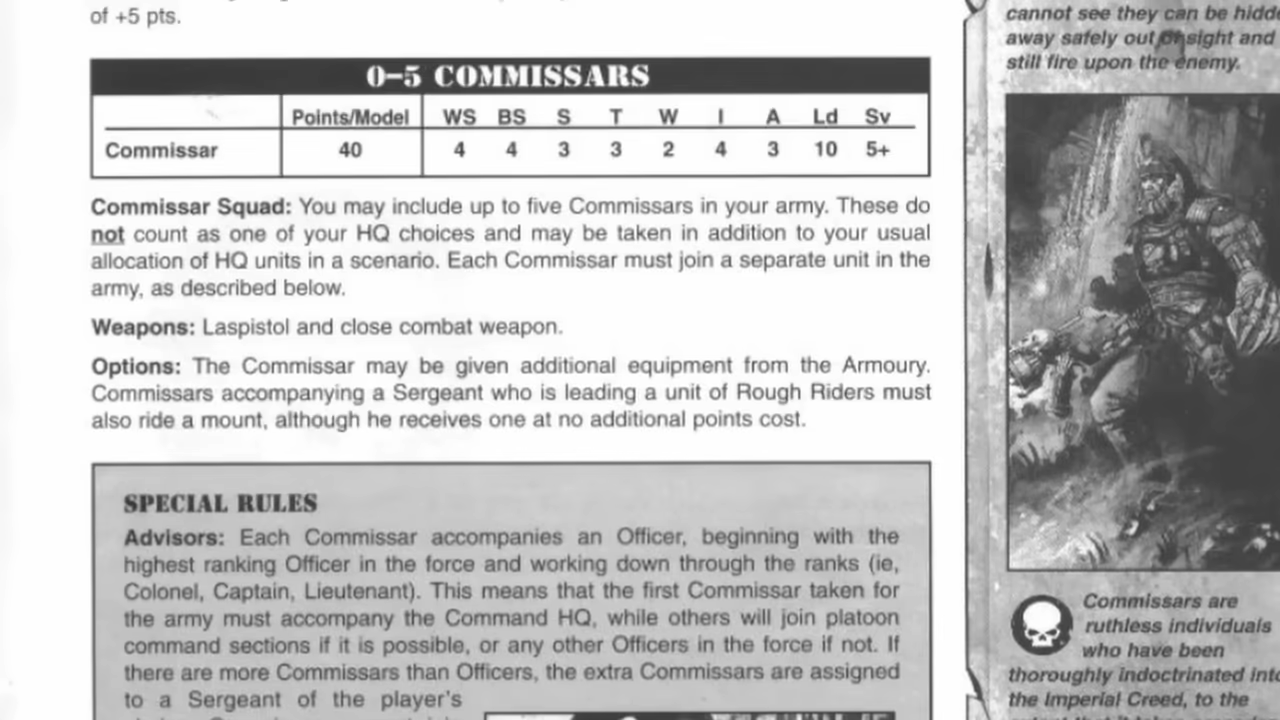 of +5 pts.
0–5 COMMISSARS
Points/Model WS BS S T W I A Ld Sv
Commissar 40 4 4 3 3 2 4 3 10 5+
Commissar Squad: You may include up to five Commissars in your army. These do
not count as one of your HQ choices and may be taken in addition to your usual
allocation of HQ units in a scenario. Each Commissar must join a separate unit in the
army, as described below.
Weapons: Laspistol and close combat weapon.
Options: The Commissar may be given additional equipment from the Armoury.
Commissars accompanying a Sergeant who is leading a unit of Rough Riders must
also ride a mount, although he receives one at no additional points cost.
SPECIAL RULES
Advisors: Each Commissar accompanies an Officer, beginning with the
highest ranking Officer in the force and working down through the ranks (ie,
Colonel, Captain, Lieutenant). This means that the first Commissar taken for
the army must accompany the Command HQ, while others will join platoon
command sections if it is possible, or any other Officers in the force if not. If
there are more Commissars than Officers, the extra Commissars are assigned
to a Sergeant of the player's
cannot see they can be
away safely out of sight and
still fire upon the enemy.
Commissars are
ruthless individuals
who have been
thoroughly indoctrinated
the Imperial Creed, to the